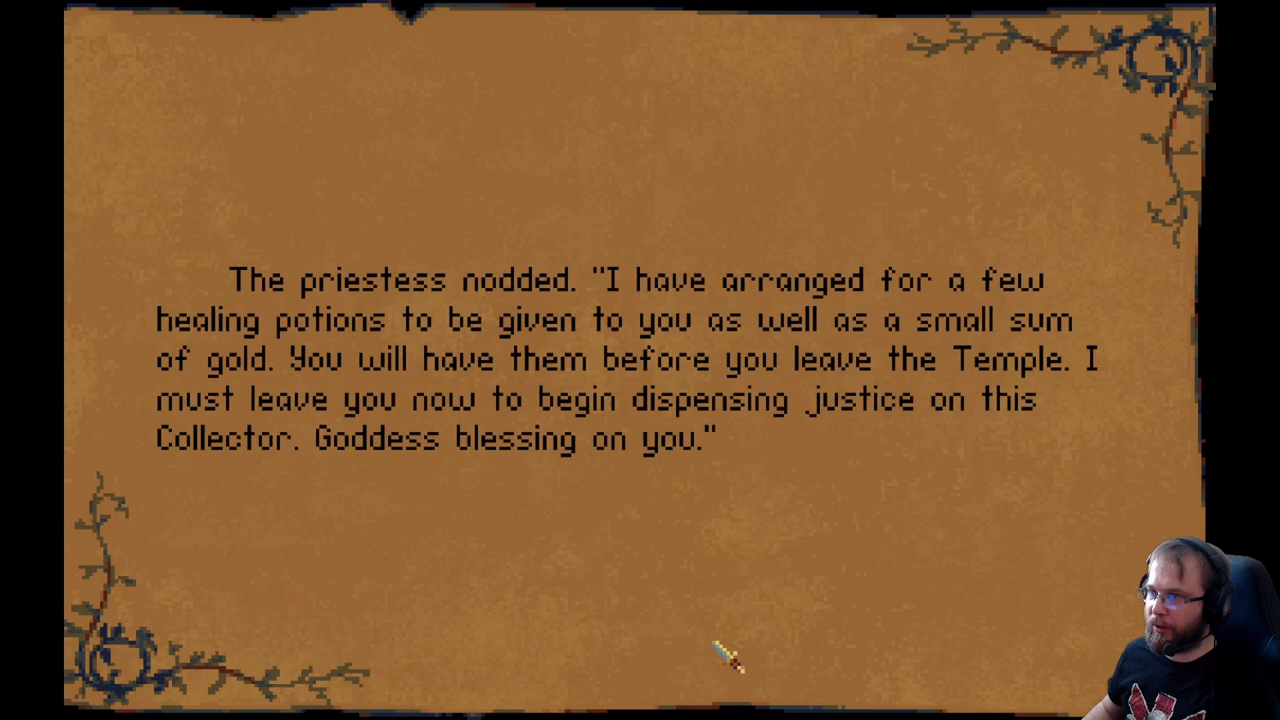 The priestess nodded. "I have arranged for a few
healing potions to be given to you as well as a small sum
of gold. You will have them before you leave the Temple. I
must leave you now to begin dispensing justice on this
Collector. Goddess blessing on you."